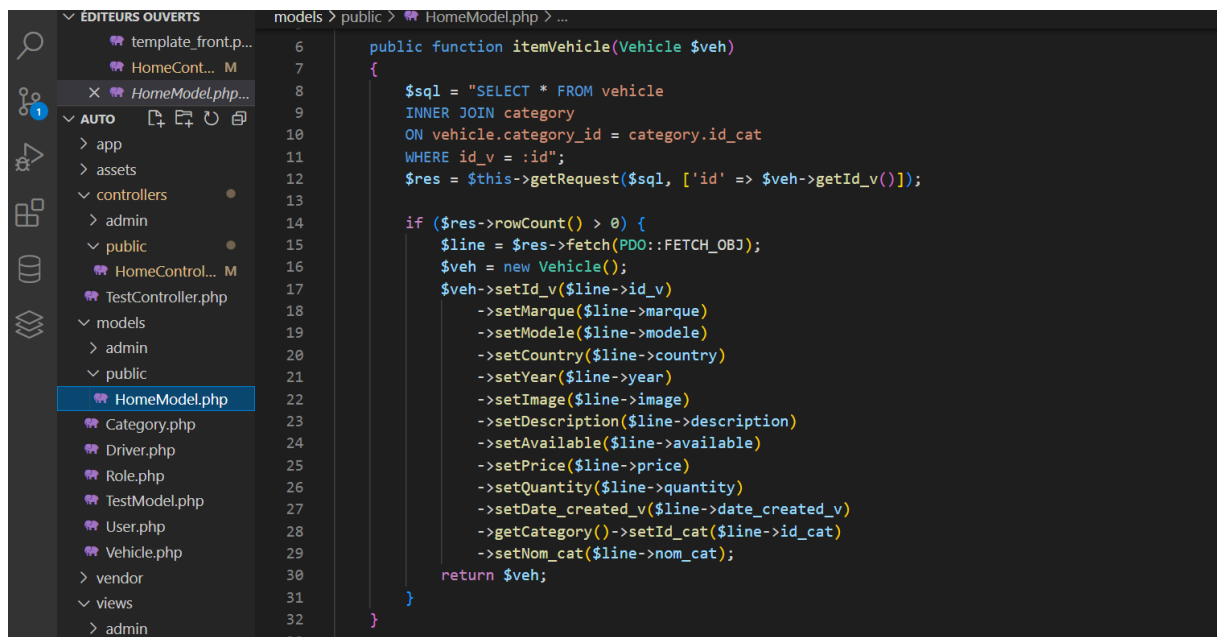 ÉDITEURS OUVERTS
template_front.p...
HomeCont... M
HomeModel.php...
1
AUTO
app
assets
controllers
admin
public
HomeControl... M
TestController.php
models
admin
public
HomeModel.php
Category.php
Driver.php
Role.php
TestModel.php
User.php
Vehicle.php
vendor
views
admin
models > public > HomeModel.php > ...
6 public function itemVehicle(Vehicle $veh)
7 {
8 $sql = "SELECT * FROM vehicle
9 INNER JOIN category
10 ON vehicle.category_id = category.id_cat
11 WHERE id_v = :id";
12 $res = $this->getRequest($sql, ['id' => $veh->getId_v()]);
13
14 if ($res->rowCount() > 0) {
15 $line = $res->fetch(PDO::FETCH_OBJ);
16 $veh = new Vehicle();
17 $veh->setId_v($line->id_v)
18 ->setMarque($line->marque)
19 ->setModele($line->modele)
20 ->setCountry($line->country)
21 ->setYear($line->year)
22 ->setImage($line->image)
23 ->setDescription($line->description)
24 ->setAvailable($line->available)
25 ->setPrice($line->price)
26 ->setQuantity($line->quantity)
27 ->setDate_created_v($line->date_created_v)
28 ->getCategory()->setId_cat($line->id_cat)
29 ->setNom_cat($line->nom_cat);
30 return $veh;
31 }
32 }